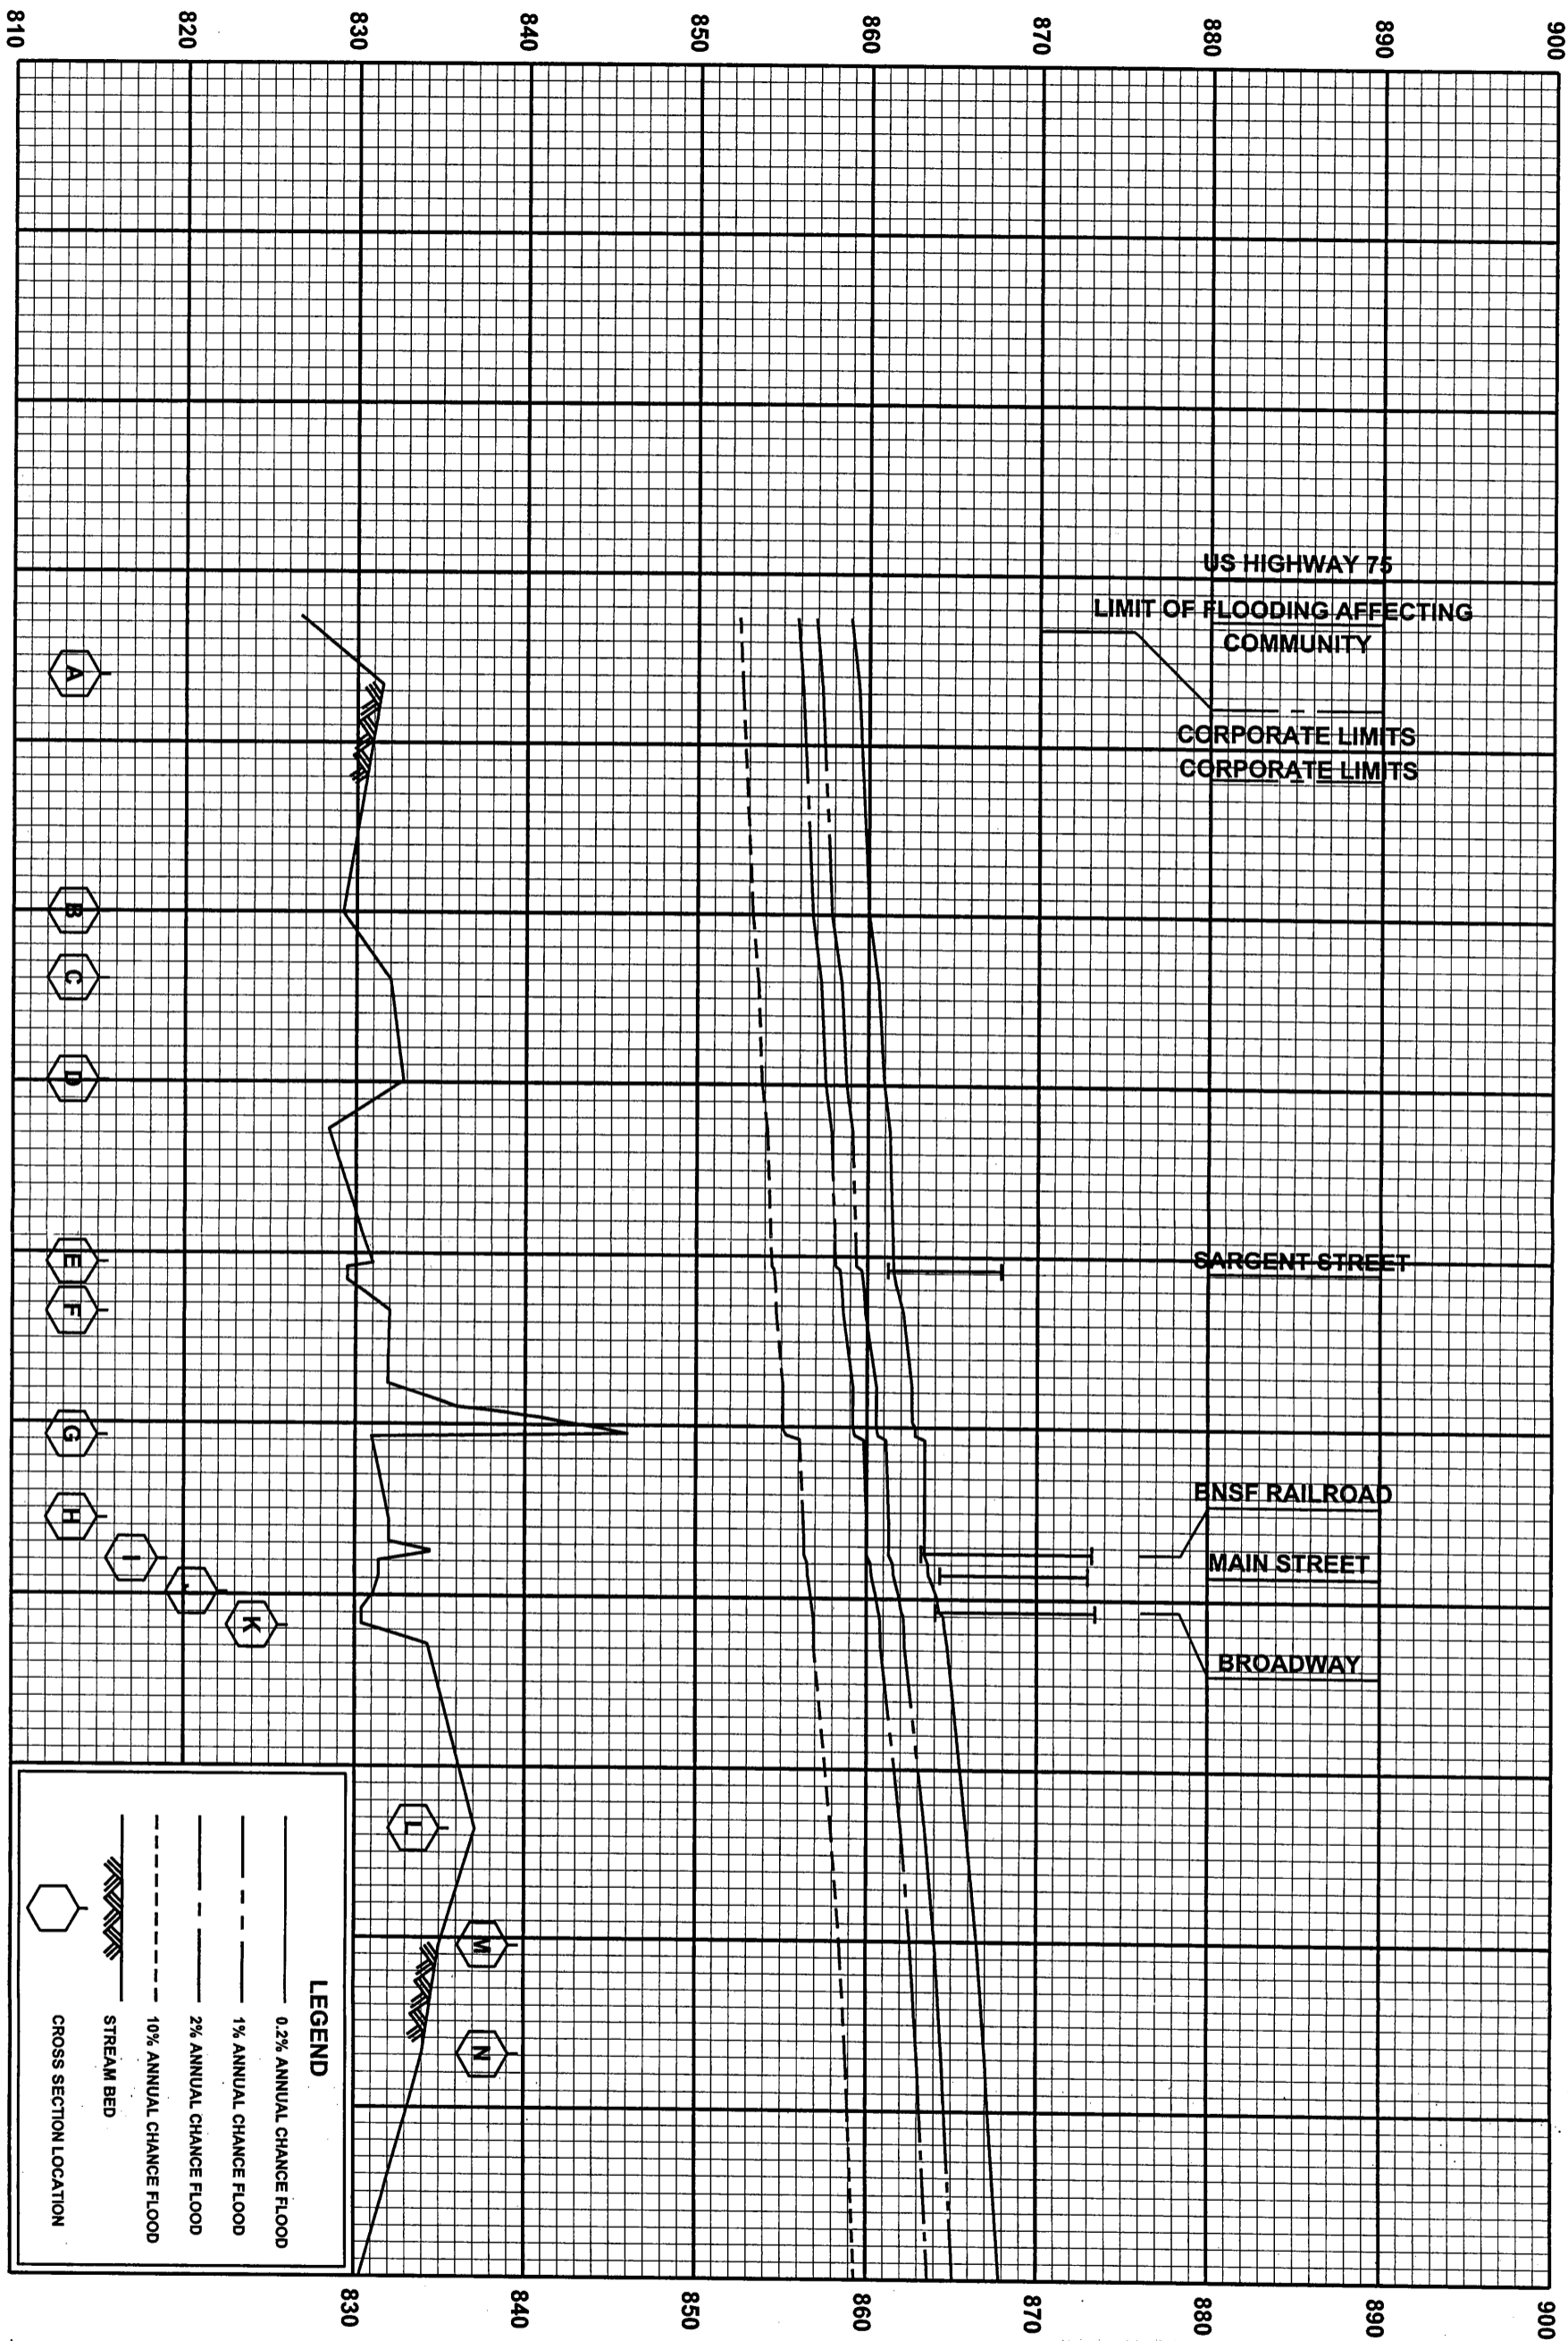 810
820
830
840
850
860
870
880
890
900
US HIGHWAY 75
LIMIT OF FLOODING AFFECTING
COMMUNITY
CORPORATE LIMITS
CORPORATE LIMITS
SARGENT STREET
BNSF RAILROAD
MAIN STREET
BROADWAY
A
B
C
D
E
F
G
H
I
J
K
L
M
N
LEGEND
0.2% ANNUAL CHANCE FLOOD
1% ANNUAL CHANCE FLOOD
2% ANNUAL CHANCE FLOOD
10% ANNUAL CHANCE FLOOD
STREAM BED
CROSS SECTION LOCATION
830
840
850
860
870
880
890
900